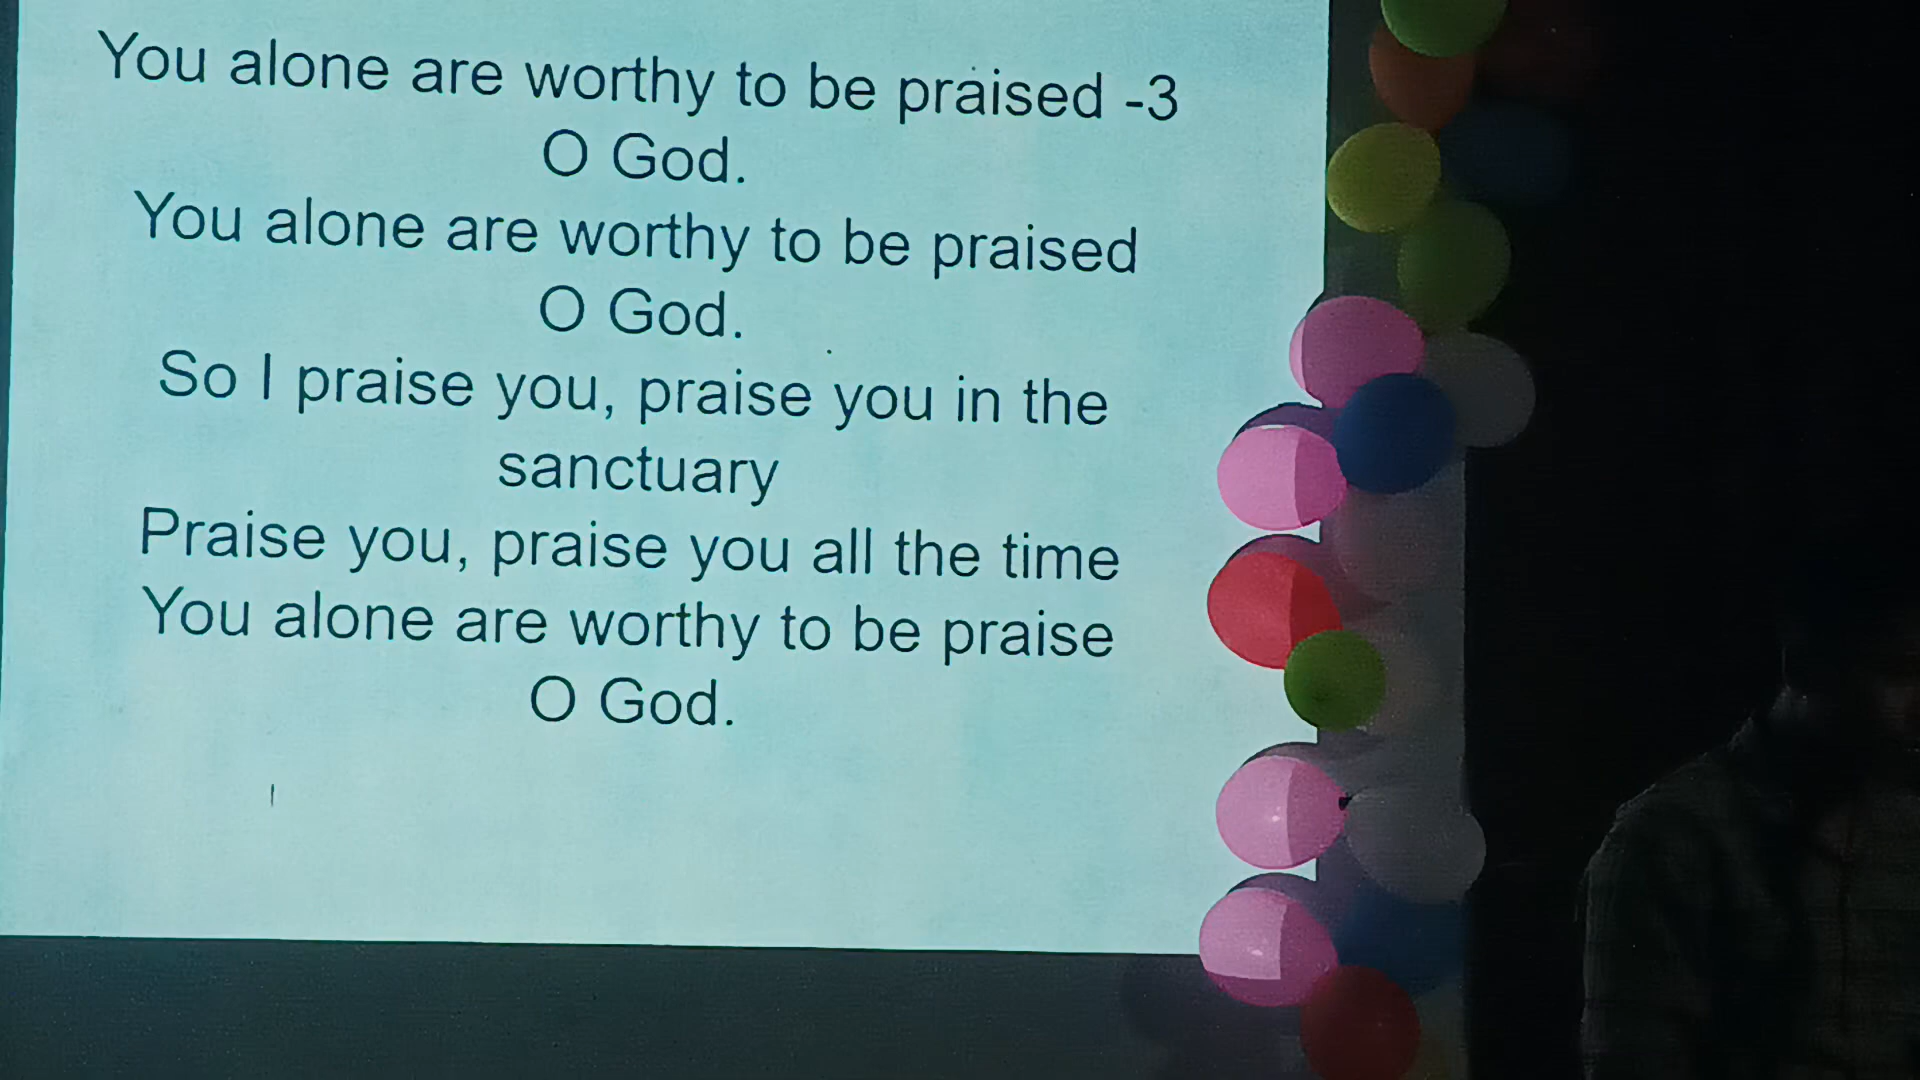 You alone are worthy to be praised -3
O God.
You alone are worthy to be praised
O God.
So I praise you, praise you in the
sanctuary
Praise you, praise you all the time
You alone are worthy to be praise
O God.